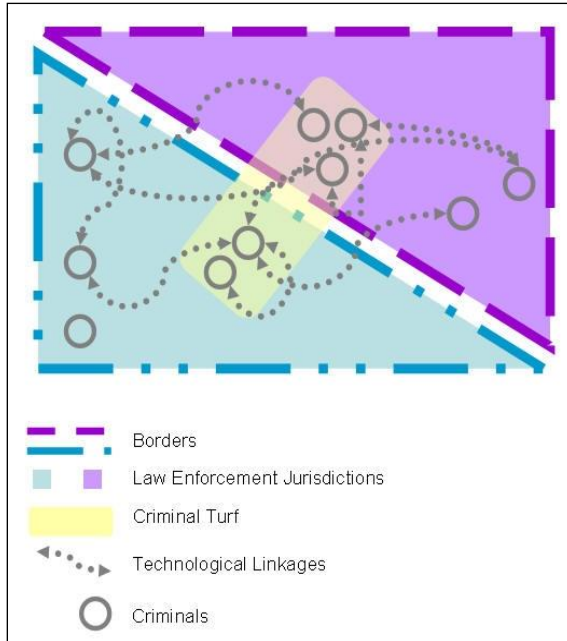 Borders
Law Enforcement Jurisdictions
Criminal Turf
Technological Linkages
Criminals